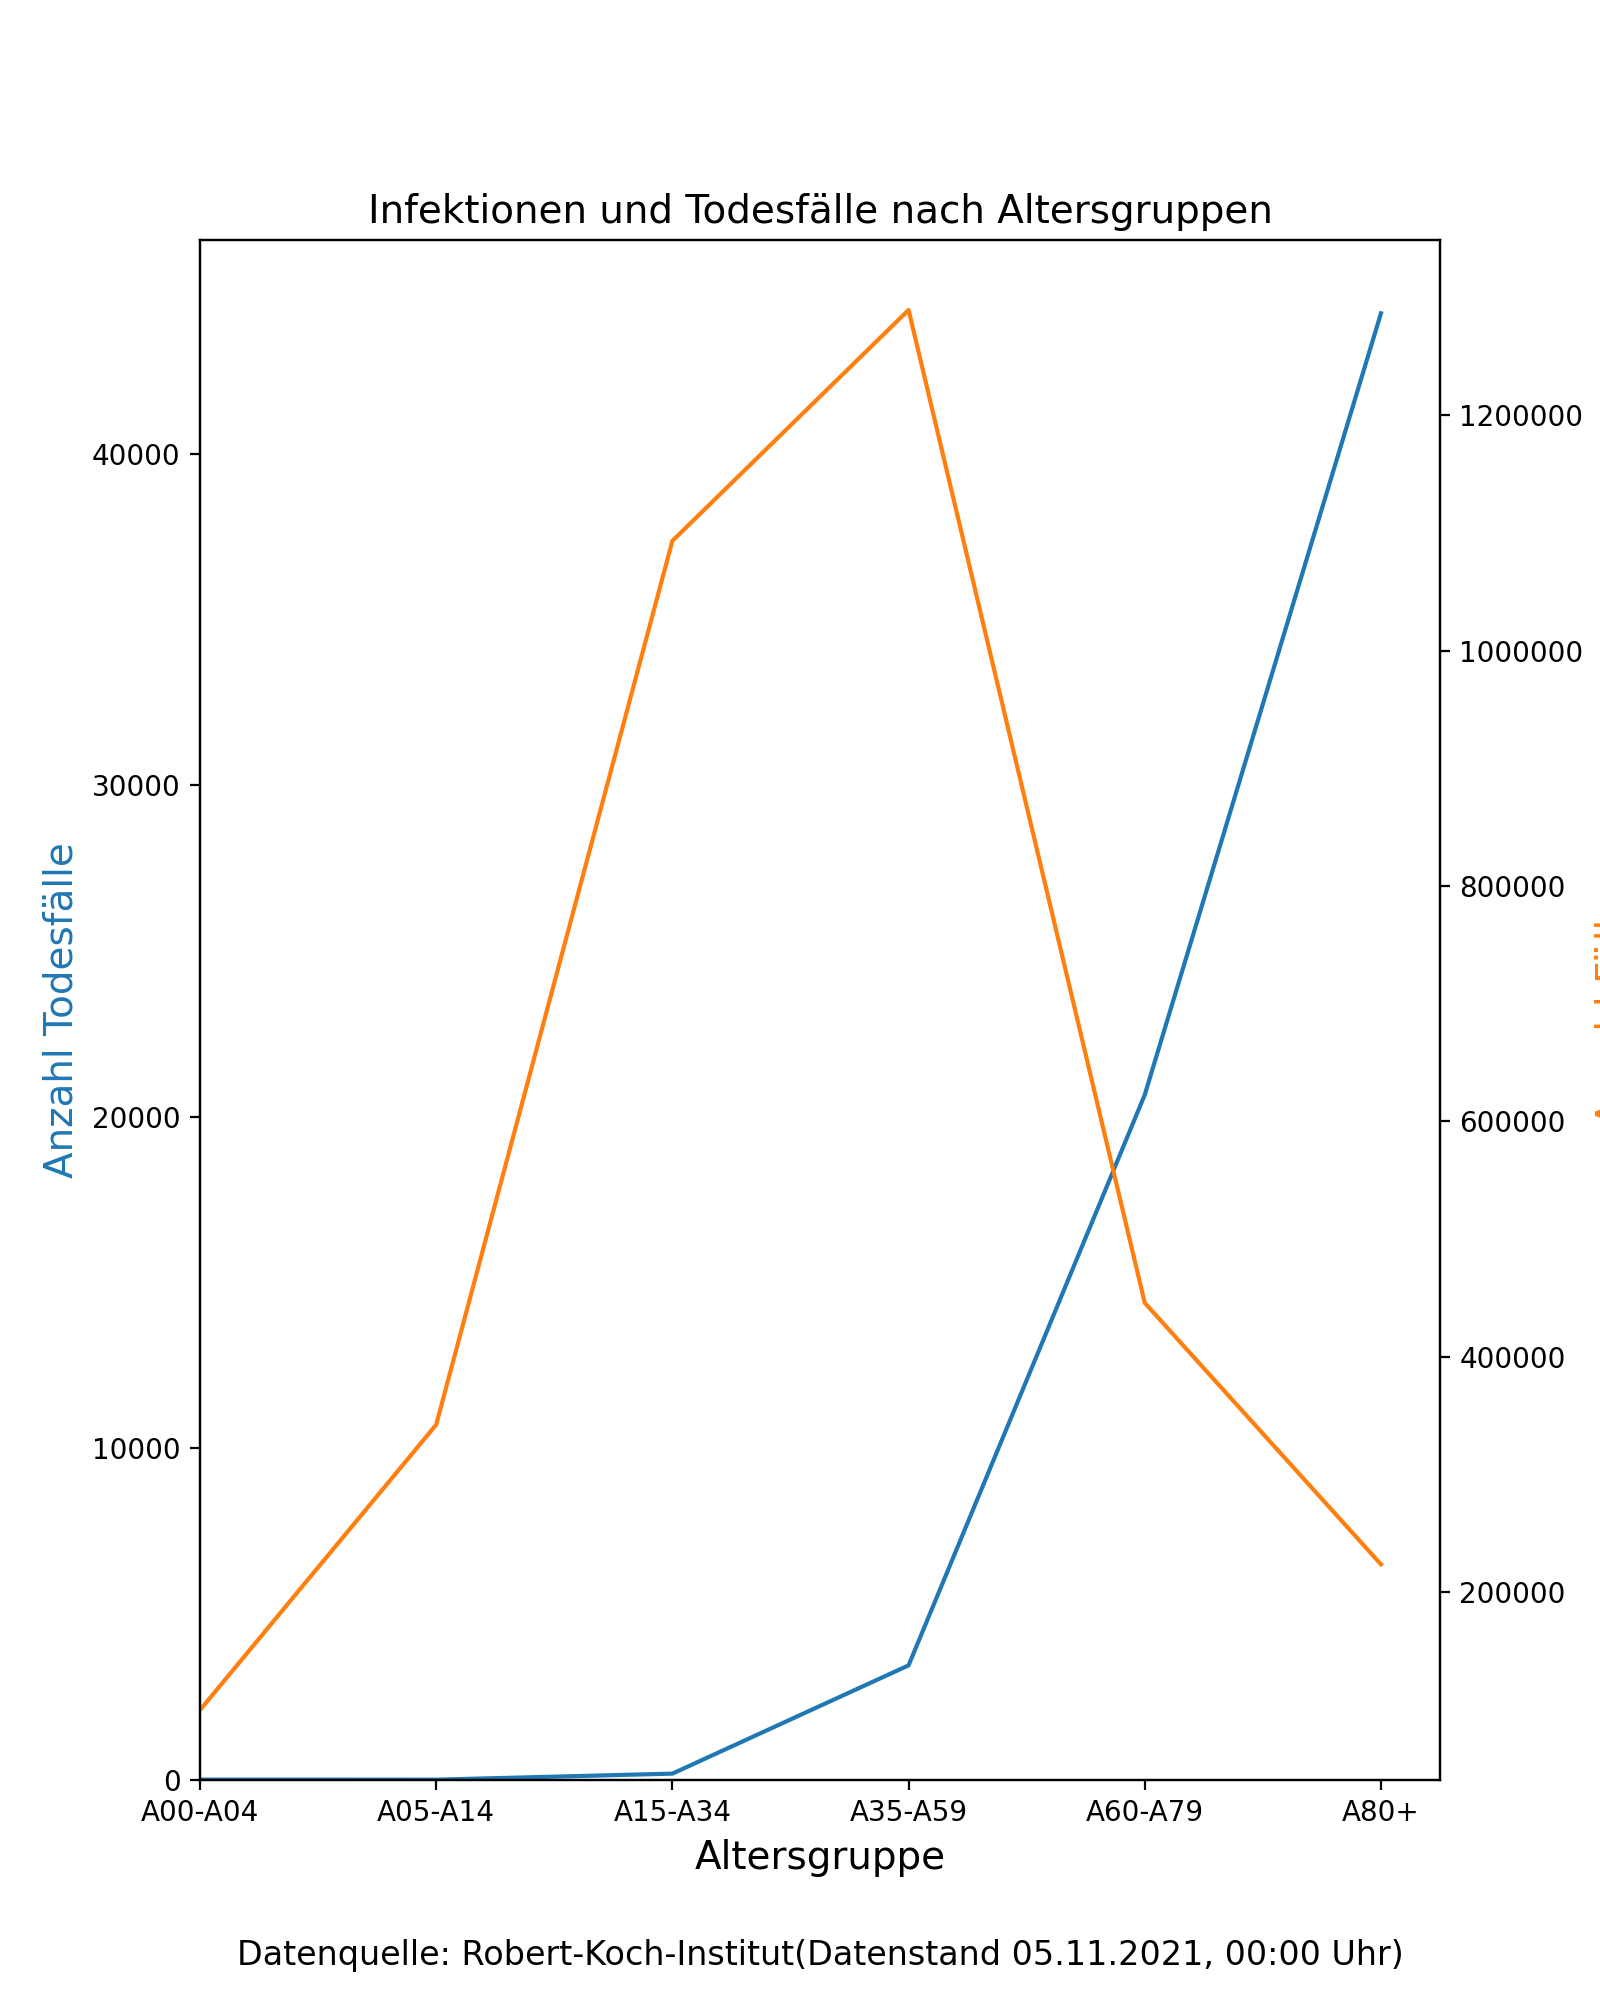 Infektionen und Todesfälle nach Altersgruppen
Anzahl Todesfälle
40000
30000
20000
10000
0
1200000
1000000
800000
600000
400000
200000
A00-A04 A05-A14 A15-A34 A35-A59 A60-A79 A80+
Altersgruppe
Datenquelle: Robert-Koch-Institut(Datenstand 05.11.2021, 00:00 Uhr)